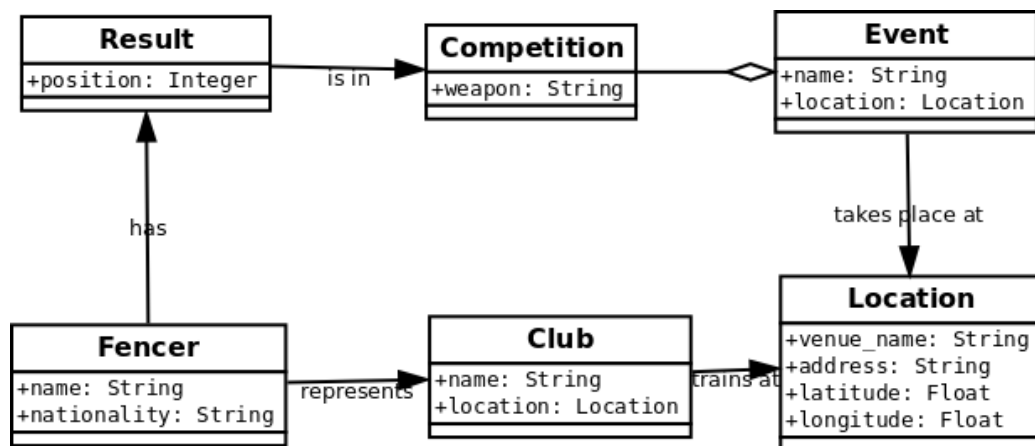 Result
+position: Integer
is in
Competition
+weapon: String
Event
+name: String
+location: Location
has
takes place at
Fencer
+name: String
+nationality: String
represents
Club
+name: String
+location: Location
trains at
Location
+venue_name: String
+address: String
+latitude: Float
+longitude: Float